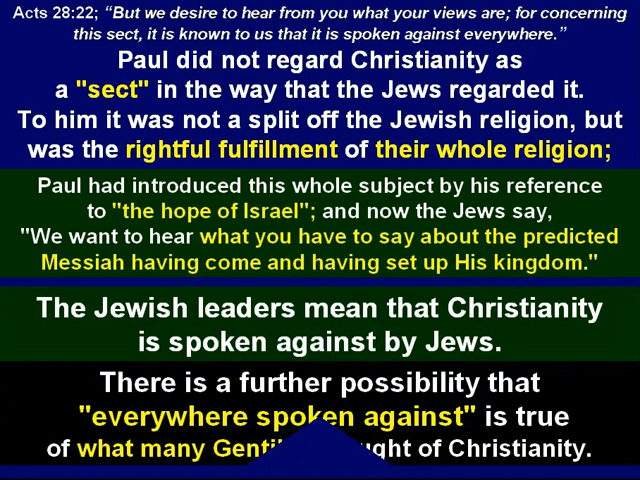 Acts 28:22; “But we desire to hear from you what your views are; for concerning
this sect, it is known to us that it is spoken against everywhere.”
Paul did not regard Christianity as
a "sect" in the way that the Jews regarded it.
To him it was not a split off the Jewish religion, but
was the rightful fulfillment of their whole religion;
Paul had introduced this whole subject by his reference
to "the hope of Israel"; and now the Jews say,
"We want to hear what you have to say about the predicted
Messiah having come and having set up His kingdom."
The Jewish leaders mean that Christianity
is spoken against by Jews.
There is a further possibility that
"everywhere spoken against" is true
of what many of Christianity.